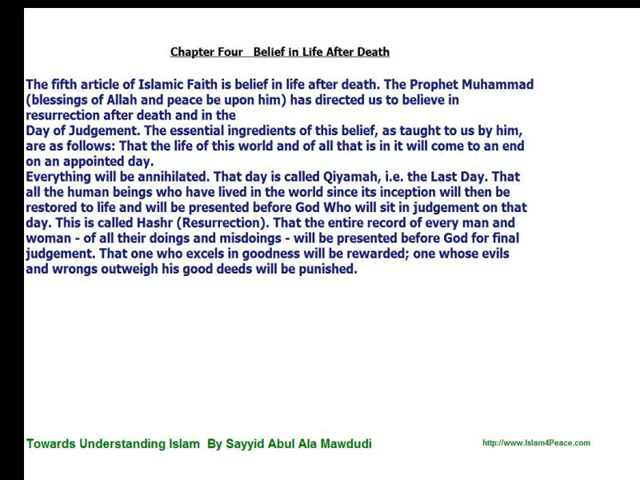 Chapter Four   Belief in Life After Death
The fifth article of Islamic Faith is belief in life after death. The Prophet Muhammad
(blessings of Allah and peace be upon him) has directed us to believe in
resurrection after death and in the
Day of Judgement. The essential ingredients of this belief, as taught to us by him,
are as follows: That the life of this world and of all that is in it will come to an end
on an appointed day.
Everything will be annihilated. That day is called Qiyamah, i.e. the Last Day. That
all the human beings who have lived in the world since its inception will then be
restored to life and will be presented before God Who will sit in judgement on that
day. This is called Hashr (Resurrection). That the entire record of every man and
woman - of all their doings and misdoings - will be presented before God for final
judgement. That one who excels in goodness will be rewarded; one whose evils
and wrongs outweigh his good deeds will be punished.
Towards Understanding Islam  By Sayyid Abul Ala Mawdudi
http://www.Islam4Peace.com